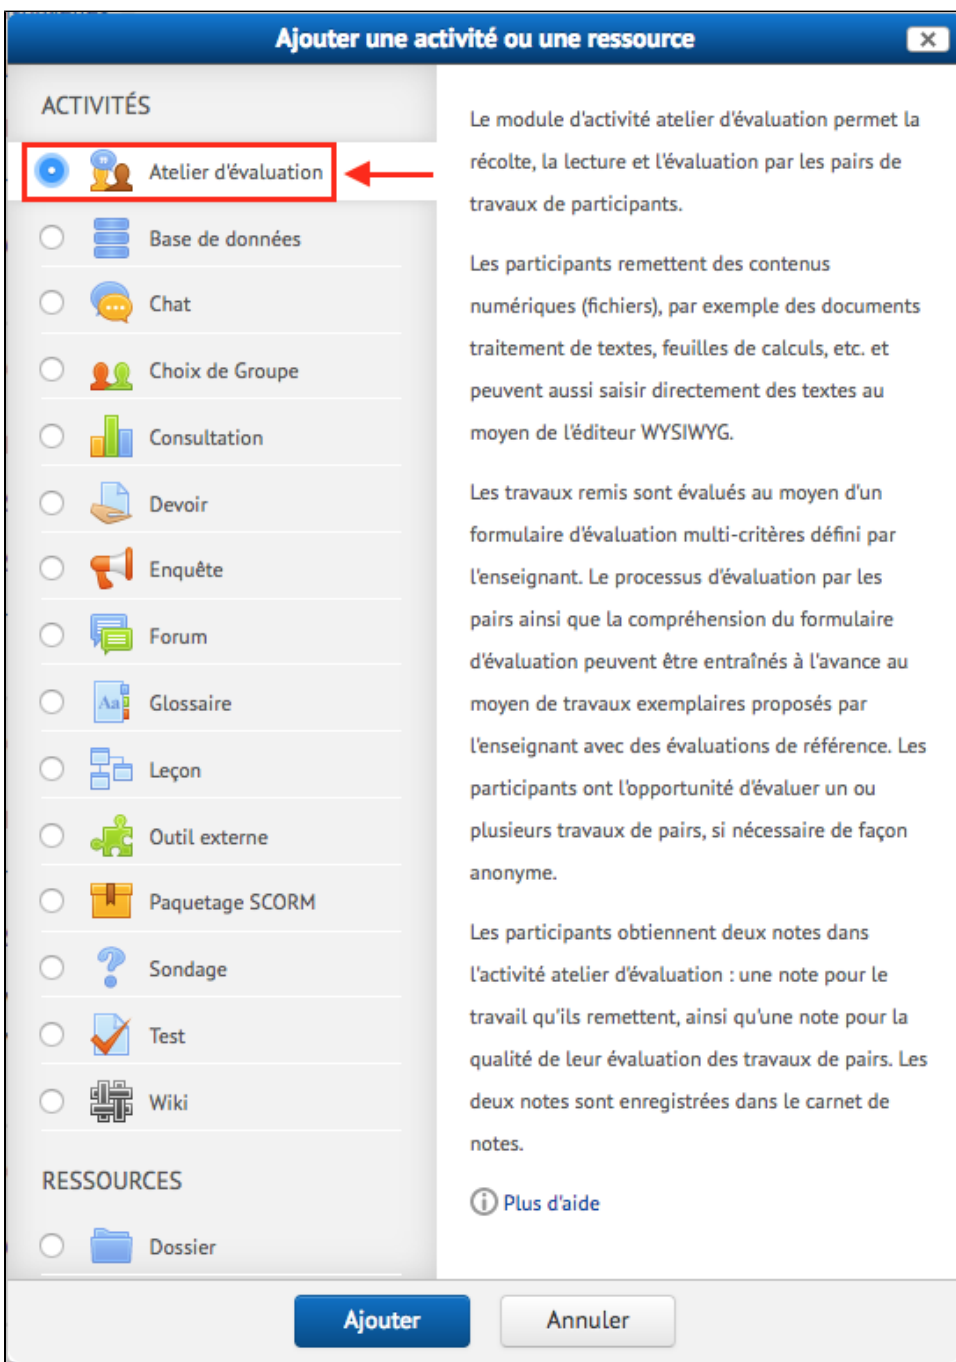 Ajouter une activité ou une ressource
ACTIVITÉS
Atelier d'évaluation
Base de données
Chat
Choix de Groupe
Consultation
Devoir
Enquête
Forum
Aa
Glossaire
Leçon
Outil externe
Paquetage SCORM
Sondage
Test
Wiki
RESSOURCES
Dossier
Le module d'activité atelier d'évaluation permet la
récolte, la lecture et l'évaluation par les pairs de
travaux de participants.
Les participants remettent des contenus
numériques (fichiers), par exemple des documents
traitement de textes, feuilles de calculs, etc. et
peuvent aussi saisir directement des textes au
moyen de l'éditeur WYSIWYG.
Les travaux remis sont évalués au moyen d'un
formulaire d'évaluation multi-critères défini par
l'enseignant. Le processus d'évaluation par les
pairs ainsi que la compréhension du formulaire
d'évaluation peuvent être entraînés à l'avance au
moyen de travaux exemplaires proposés par
l'enseignant avec des évaluations de référence. Les
participants ont l'opportunité d'évaluer un ou
plusieurs travaux de pairs, si nécessaire de façon
anonyme.
Les participants obtiennent deux notes dans
l'activité atelier d'évaluation : une note pour le
travail qu'ils remettent, ainsi qu'une note pour la
qualité de leur évaluation des travaux de pairs. Les
deux notes sont enregistrées dans le carnet de
notes.
Plus d'aide
Ajouter
Annuler